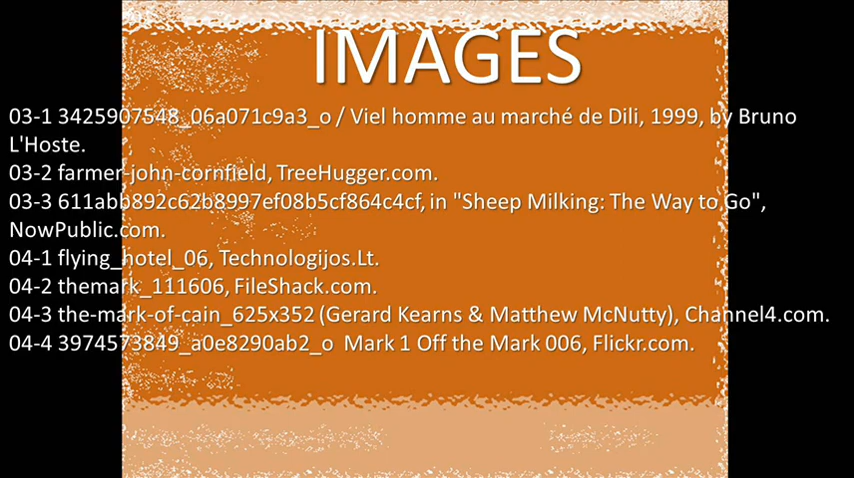 IMAGES
03-1 3425907548_06a071c9a3_o / Viel homme au marché de Dili, 1999, by Bruno
L'Hoste.
03-2 farmer-john-cornfield, TreeHugger.com.
03-3 611abb892c62b8997ef08b5cf864c4cf, in "Sheep Milking: The Way to Go",
NowPublic.com.
04-1 flying_hotel_06, Technologijos.Lt.
04-2 themark_111606, FileShack.com.
04-3 the-mark-of-cain_625x352 (Gerard Kearns & Matthew McNutty), Channel4.com.
04-4 3974573849_a0e8290ab2_o  Mark 1 Off the Mark 006, Flickr.com.